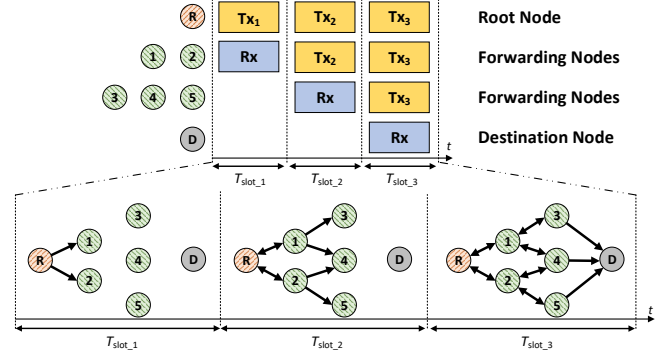 R Tx1 Tx2 Tx3 Root Node
1 2 Rx Tx2 Tx3 Forwarding Nodes
3 4 5 Rx Tx3 Forwarding Nodes
D Rx Destination Node
t
Tslot_1 Tslot_2 Tslot_3
3 3 3
1 1 1
R 4 D R 4 D R 4 D
2 2 2
5 5 5
t
Tslot_1 Tslot_2 Tslot_3